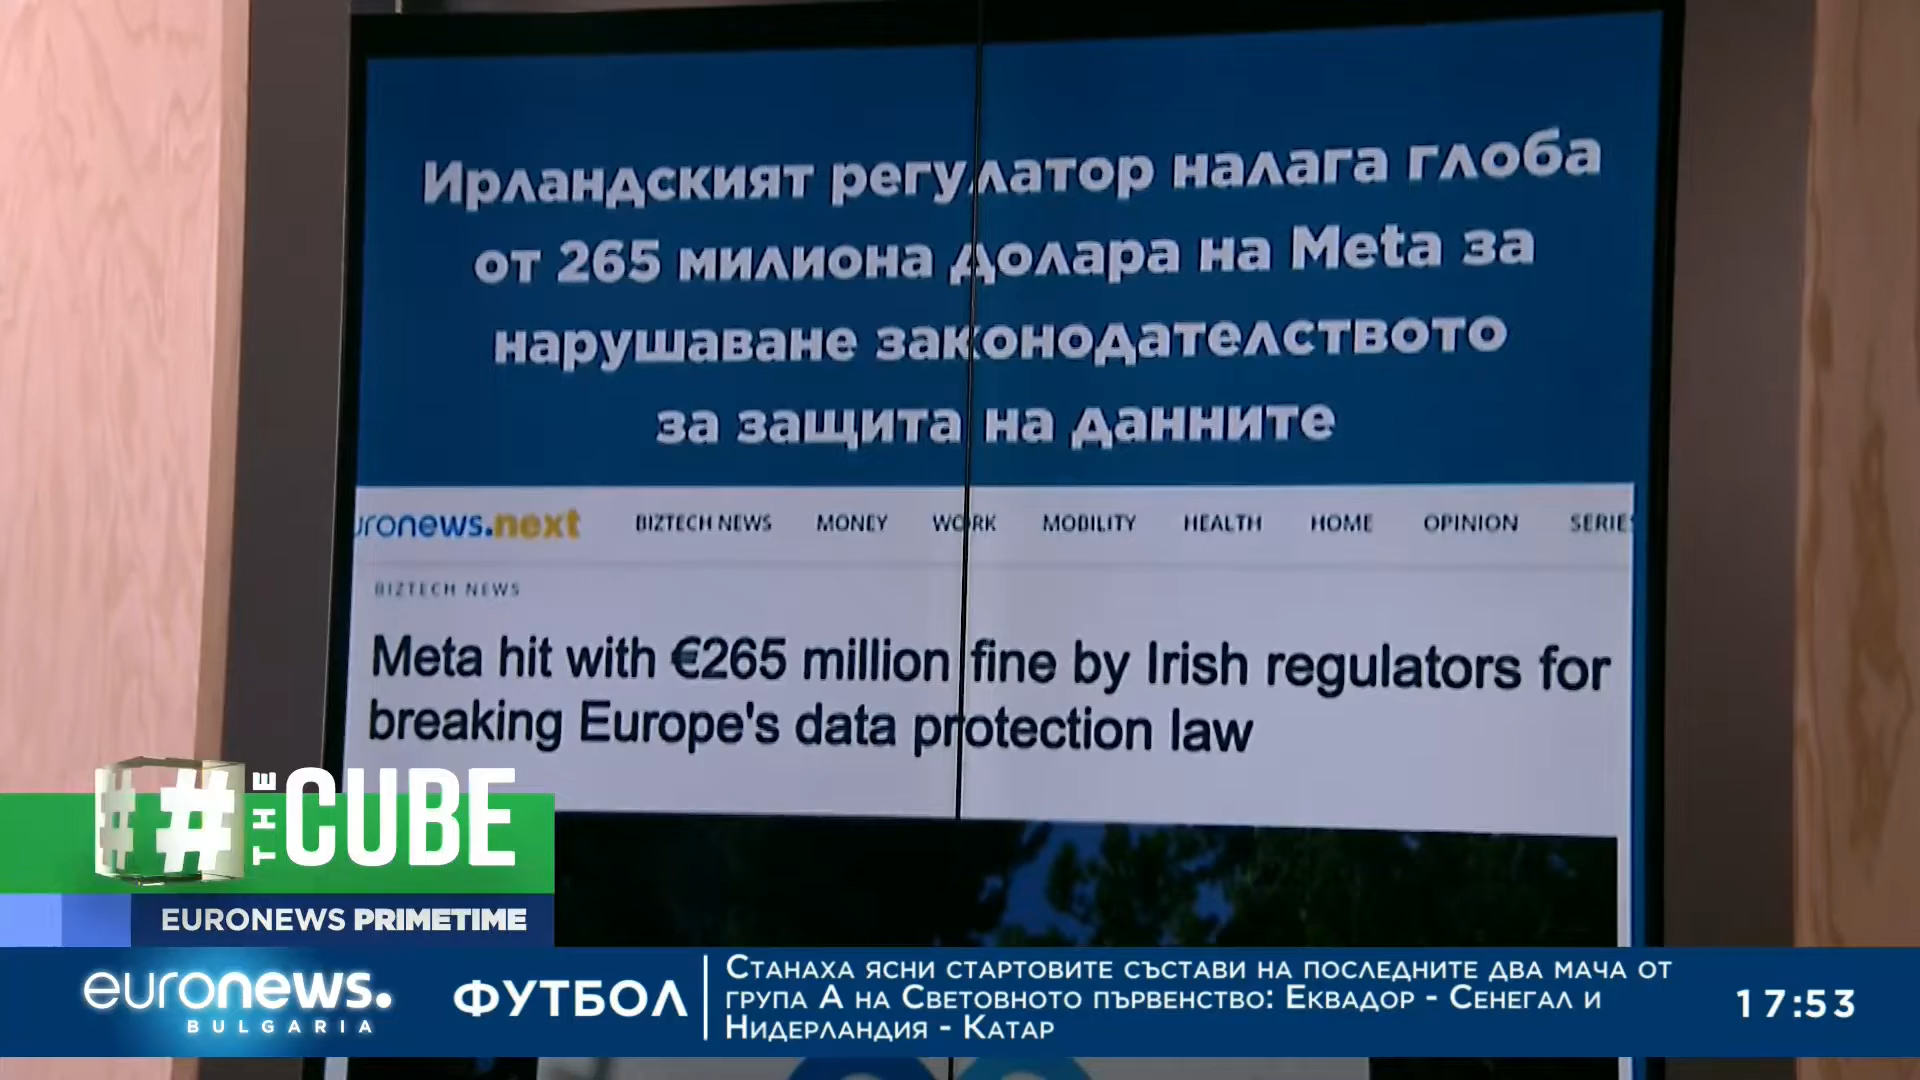 Ирландският регулатор налага глоба
от 265 милиона долара на Meta за
нарушаване законодателството
за защита на данните
uronews.next BIZTECH NEWS MONEY WORK MOBILITY HEALTH HOME OPINION SERIES
BIZTECH NEWS
Meta hit with €265 million fine by Irish regulators for
breaking Europe's data protection law
## THE CUBE
EURONEWS PRIMETIME
euronews.
BULGARIA
ФУТБОЛ
Станаха ясни стартовите състави на последните два мача от
група А на Световното първенство: Еквадор - Сенегал и
Нидерландия - Катар
17:53